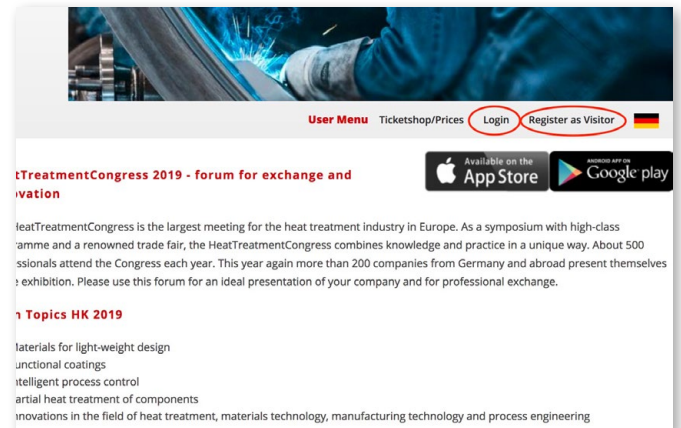 User Menu Ticketshop/Prices Login Register as Visitor
Available on the
App Store
ANDROID APP ON
Google play
tTreatmentCongress 2019 - forum for exchange and
ovation
HeatTreatmentCongress is the largest meeting for the heat treatment industry in Europe. As a symposium with high-class
ramme and a renowned trade fair, the HeatTreatmentCongress combines knowledge and practice in a unique way. About 500
essionals attend the Congress each year. This year again more than 200 companies from Germany and abroad present themselves
e exhibition. Please use this forum for an ideal presentation of your company and for professional exchange.
n Topics HK 2019
Materials for light-weight design
unctional coatings
ntelligent process control
artial heat treatment of components
nnovations in the field of heat treatment, materials technology, manufacturing technology and process engineering